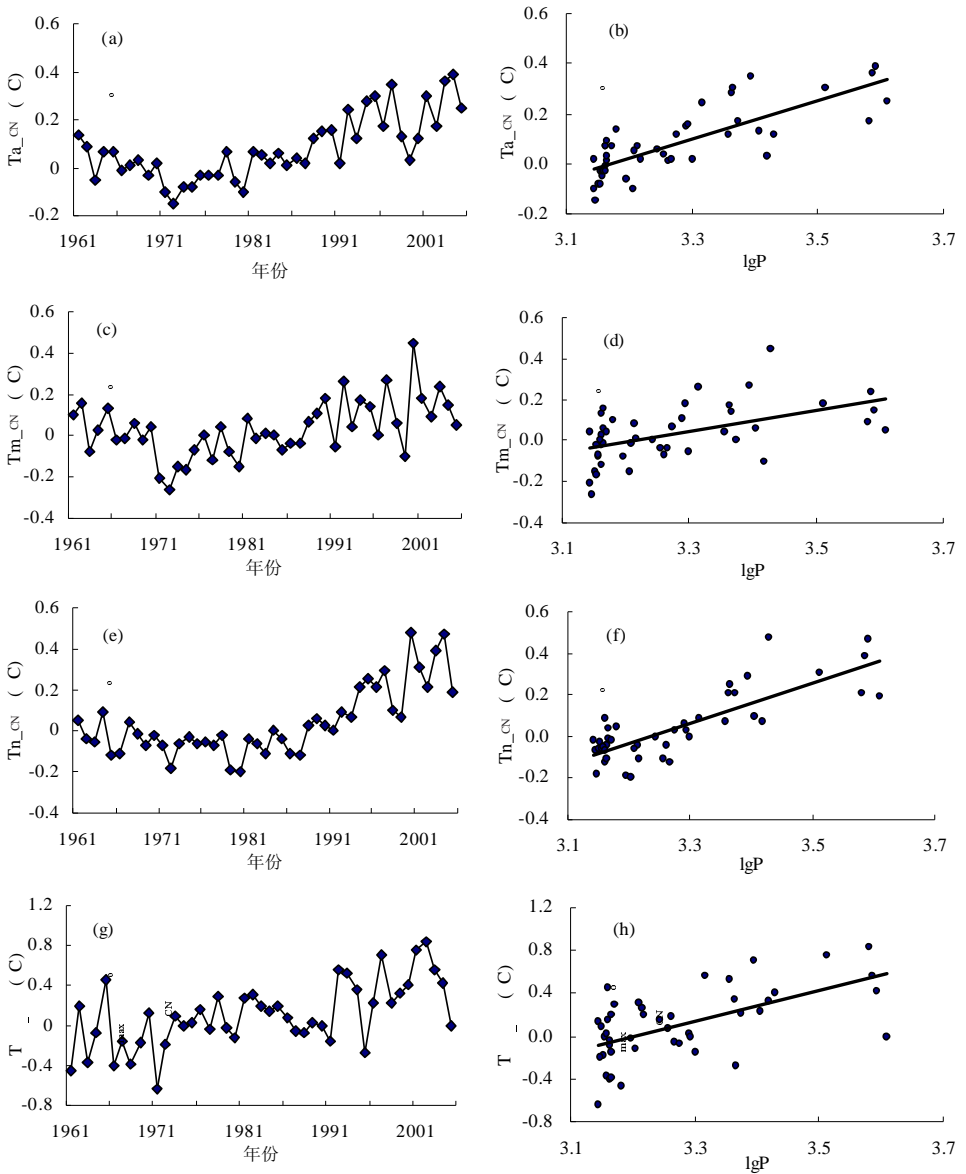 0.6
(a)
0.4
0.2
0
-0.2
Ta_CN ( °C)
1961 1971 1981 1991 2001
年份
0.6
(b)
0.4
0.2
0.0
-0.2
Ta_CN ( °C)
3.1 3.3 3.5 3.7
lgP
0.6
(c)
0.4
0.2
0
-0.2
-0.4
Tm_CN ( °C)
1961 1971 1981 1991 2001
年份
0.6
(d)
0.4
0.2
0.0
-0.2
-0.4
Tm_CN ( °C)
3.1 3.3 3.5 3.7
lgP
0.6
(e)
0.4
0.2
0
-0.2
-0.4
Tn_CN ( °C)
1961 1971 1981 1991 2001
年份
0.6
(f)
0.4
0.2
0.0
-0.2
-0.4
Tn_CN ( °C)
3.1 3.3 3.5 3.7
lgP
1.2
(g)
0.8
0.4
0
-0.4
-0.8
T max_CN ( °C)
1961 1971 1981 1991 2001
年份
1.2
(h)
0.8
0.4
0.0
-0.4
-0.8
T max_CN ( °C)
3.1 3.3 3.5 3.7
lgP